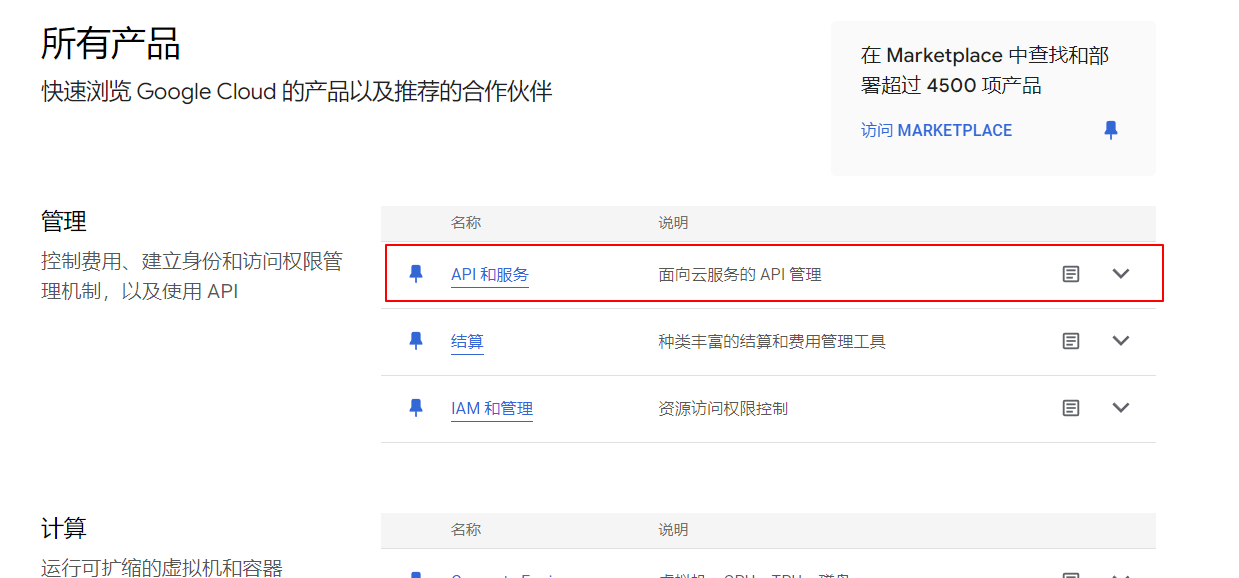 所有产品
快速浏览 Google Cloud 的产品以及推荐的合作伙伴
在 Marketplace 中查找和部
署超过 4500 项产品
访问 MARKETPLACE
管理
控制费用、建立身份和访问权限管
理机制，以及使用 API
名称 说明
API 和服务 面向云服务的 API 管理
结算 种类丰富的结算和费用管理工具
IAM 和管理 资源访问权限控制
计算
运行可扩缩的虚拟机和容器
名称 说明